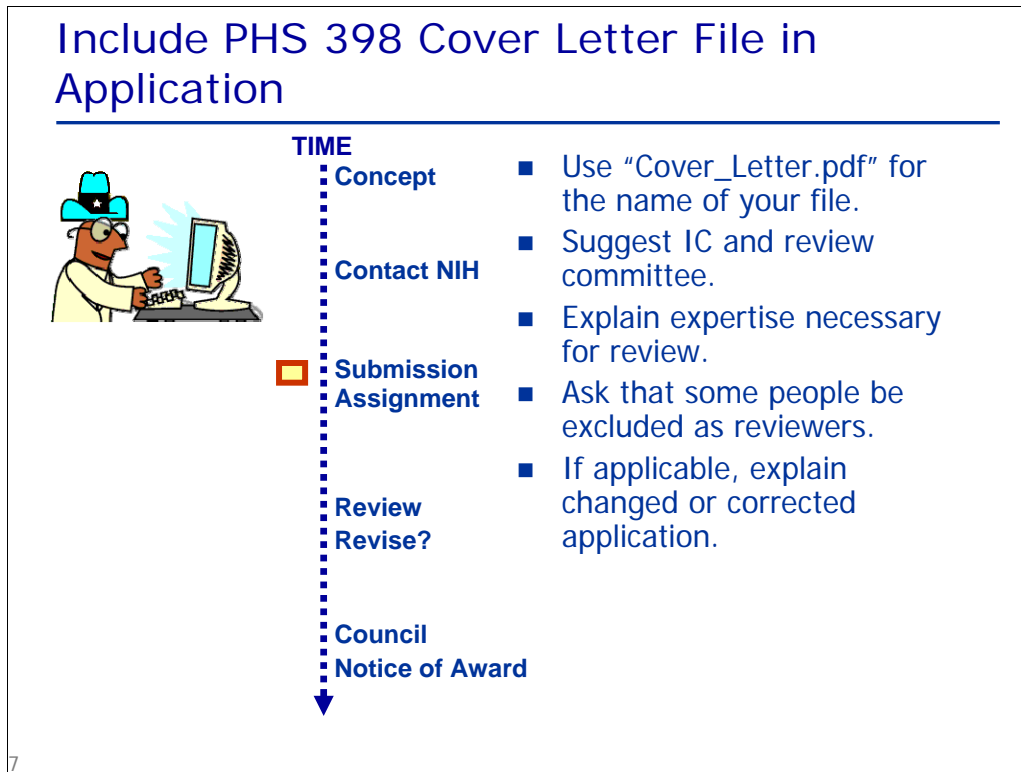 Include PHS 398 Cover Letter File in
Application
TIME
Concept
Contact NIH
Submission
Assignment
Review
Revise?
Council
Notice of Award
■ Use “Cover_Letter.pdf” for
the name of your file.
■ Suggest IC and review
committee.
■ Explain expertise necessary
for review.
■ Ask that some people be
excluded as reviewers.
■ If applicable, explain
changed or corrected
application.
7